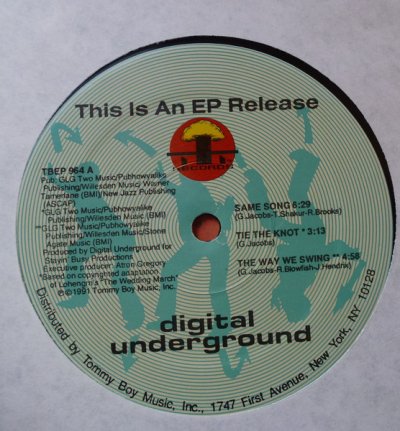 This Is An EP Release
RECORDS
TBEP 964 A
Pub: GLG Two Music/Pubhowyalike
Publishing/Willesden Music/ Warner
Tamerlane (BMI)/New Jazz Publishing
(ASCAP)
*GLG Two Music/Pubhowyalike
Publishing/Willesden Music (BMI)
**GLG Two Music/Pubhowyalike
Publishing/Willesden Music/Stone
Agate Music (BMI)
Produced by Digital Underground for
Stayin' Busy Productions
Executive producer: Atron Gregory
*Based on copyrighted adaptation
of Lohengrin's "The Wedding March"
℗©1991 Tommy Boy Music, Inc.
SAME SONG 6:29
(G.Jacobs-T.Shakur-R.Brooks)
TIE THE KNOT * 3:13
(G.Jacobs)
THE WAY WE SWING ** 4:58
(G.Jacobs-R.Blowfish-J.Hendrix)
digital
underground
Distributed by Tommy Boy Music, Inc., 1747 First Avenue, New York, NY 10128